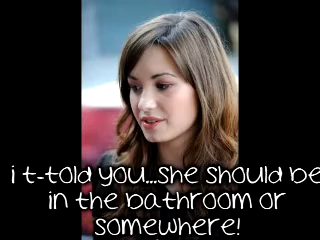 i t-told you...she should be
in the bathroom or
somewhere!